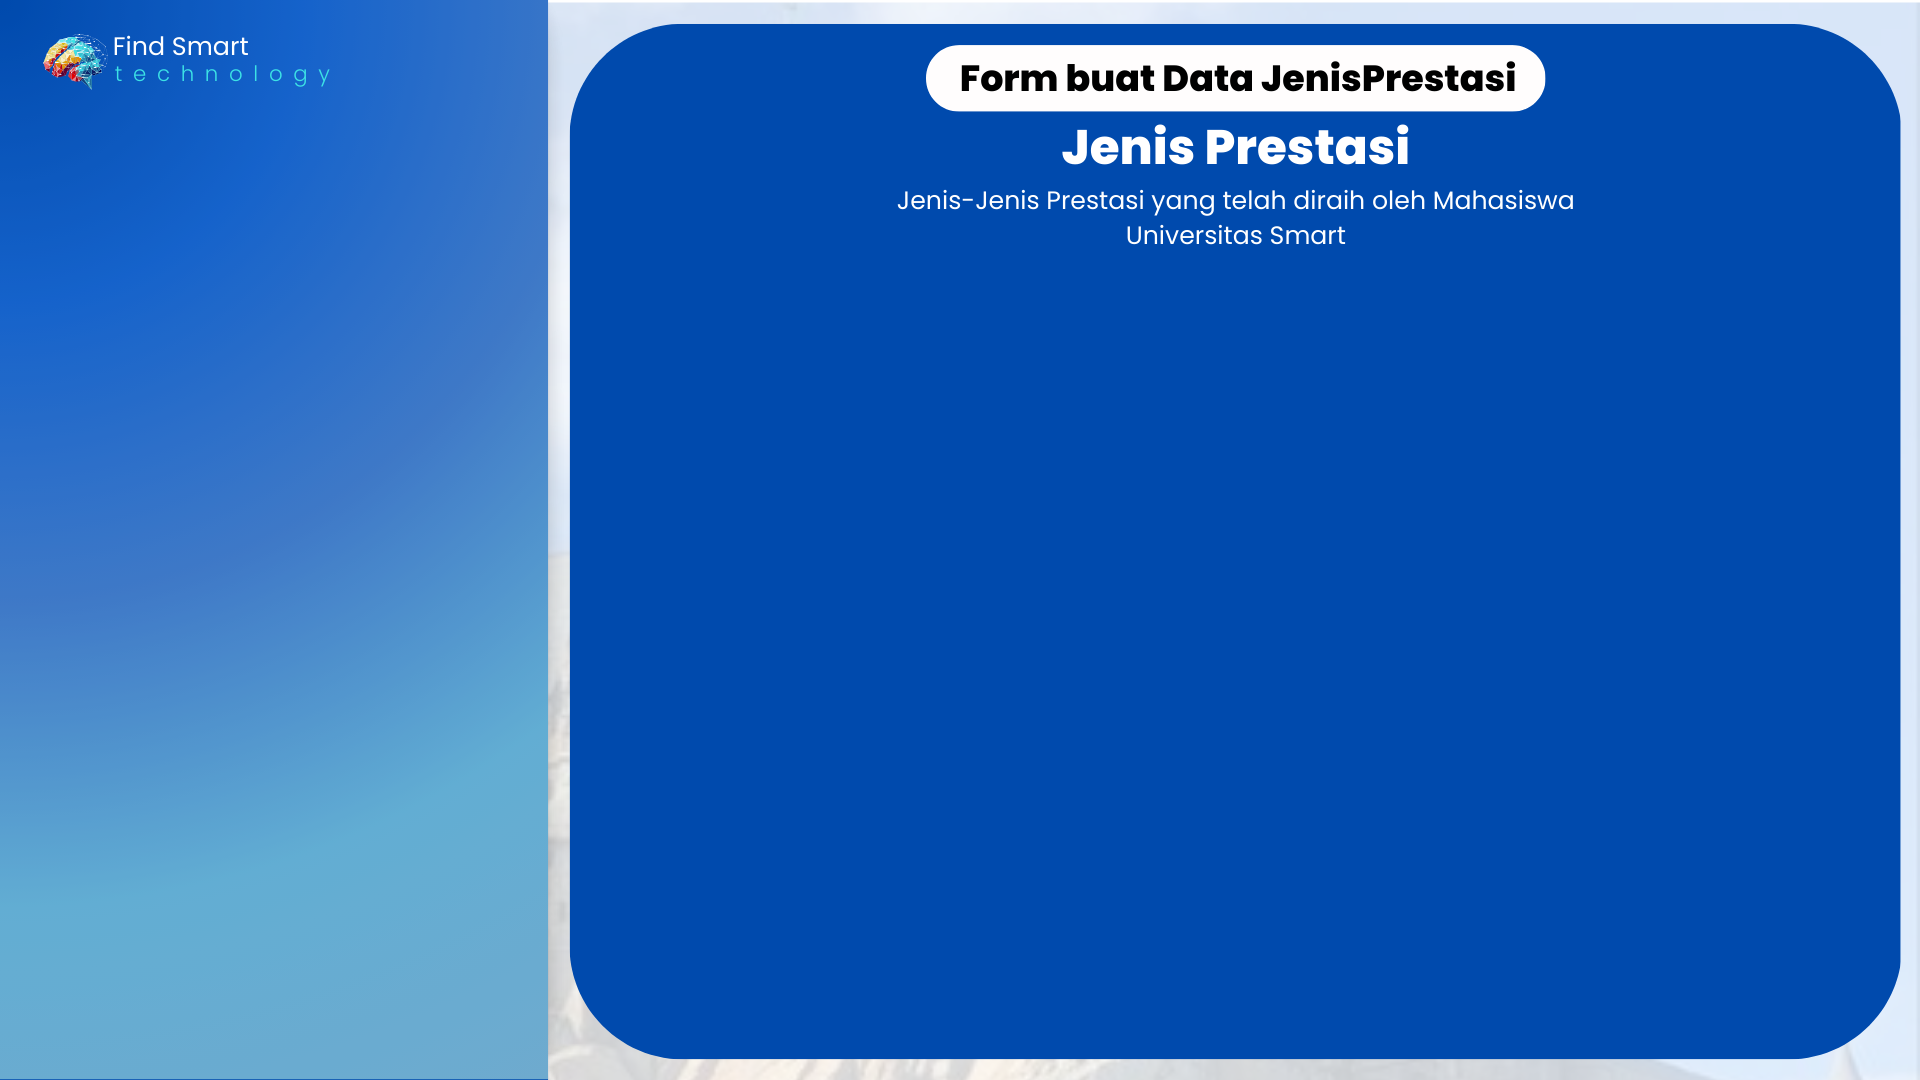 Find Smart
technology
Form buat Data JenisPrestasi
Jenis Prestasi
Jenis-Jenis Prestasi yang telah diraih oleh Mahasiswa
Universitas Smart